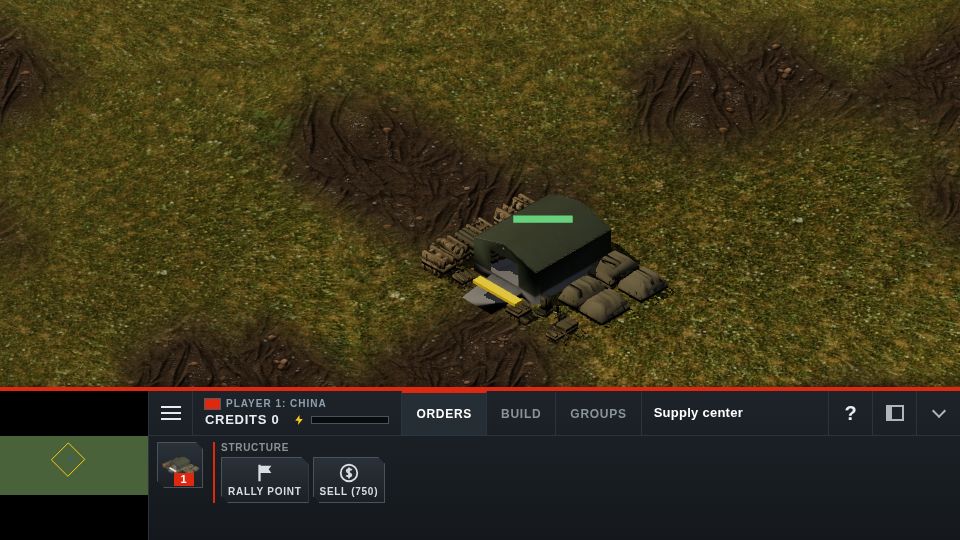 PLAYER 1: CHINA
CREDITS 0
ORDERS
BUILD
GROUPS
Supply center
?
1
STRUCTURE
RALLY POINT
SELL (750)